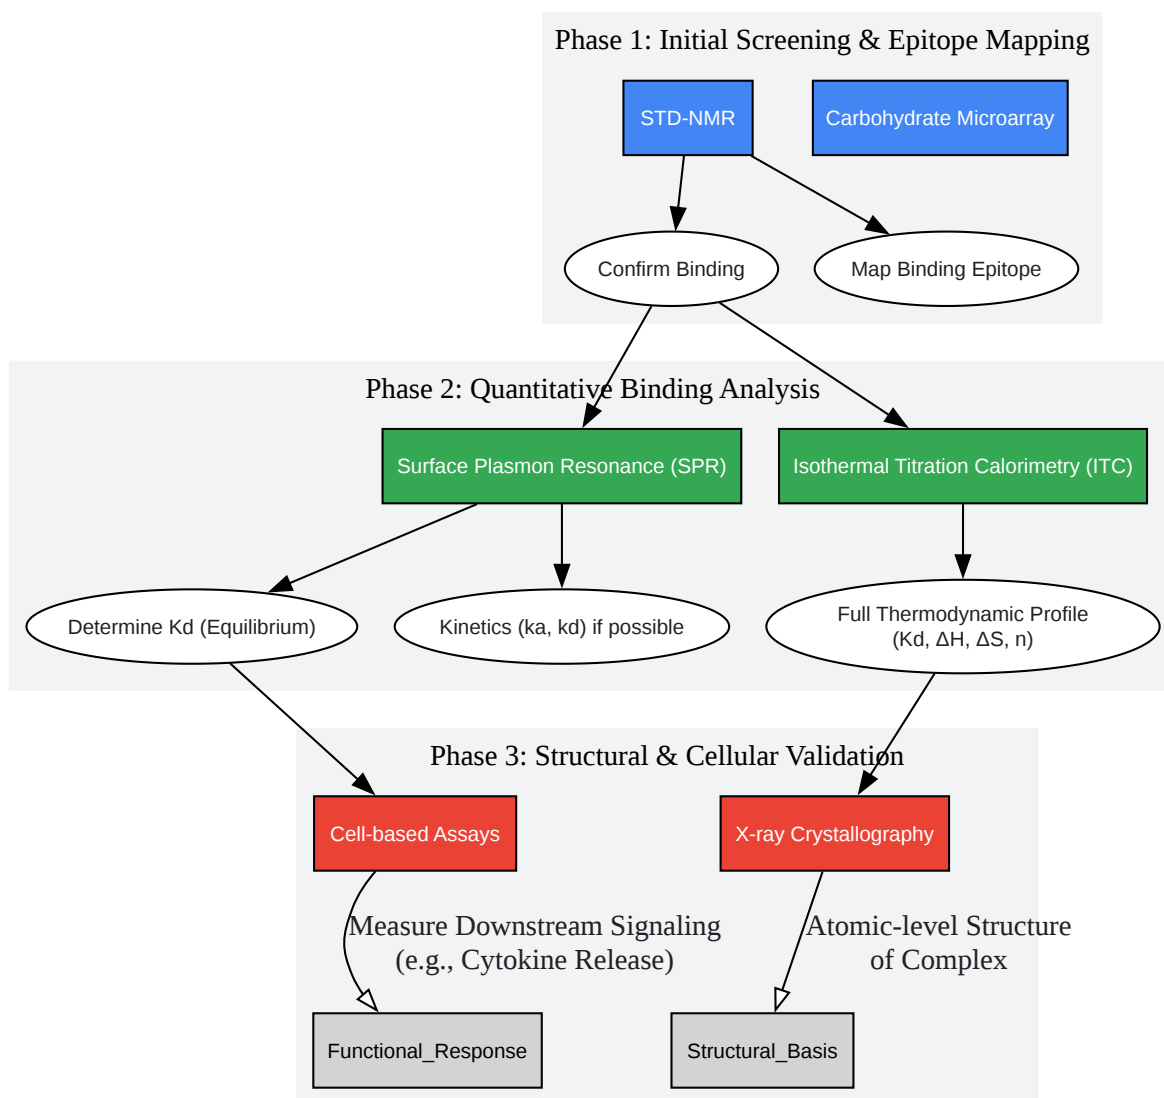 Phase 1: Initial Screening & Epitope Mapping
STD-NMR
Carbohydrate Microarray
Confirm Binding
Map Binding Epitope
Phase 2: Quantitative Binding Analysis
Surface Plasmon Resonance (SPR)
Isothermal Titration Calorimetry (ITC)
Determine Kd (Equilibrium)
Kinetics (ka, kd) if possible
Full Thermodynamic Profile
(Kd, ΔH, ΔS, n)
Phase 3: Structural & Cellular Validation
Cell-based Assays
X-ray Crystallography
Measure Downstream Signaling
(e.g., Cytokine Release)
Atomic-level Structure
of Complex
Functional_Response
Structural_Basis